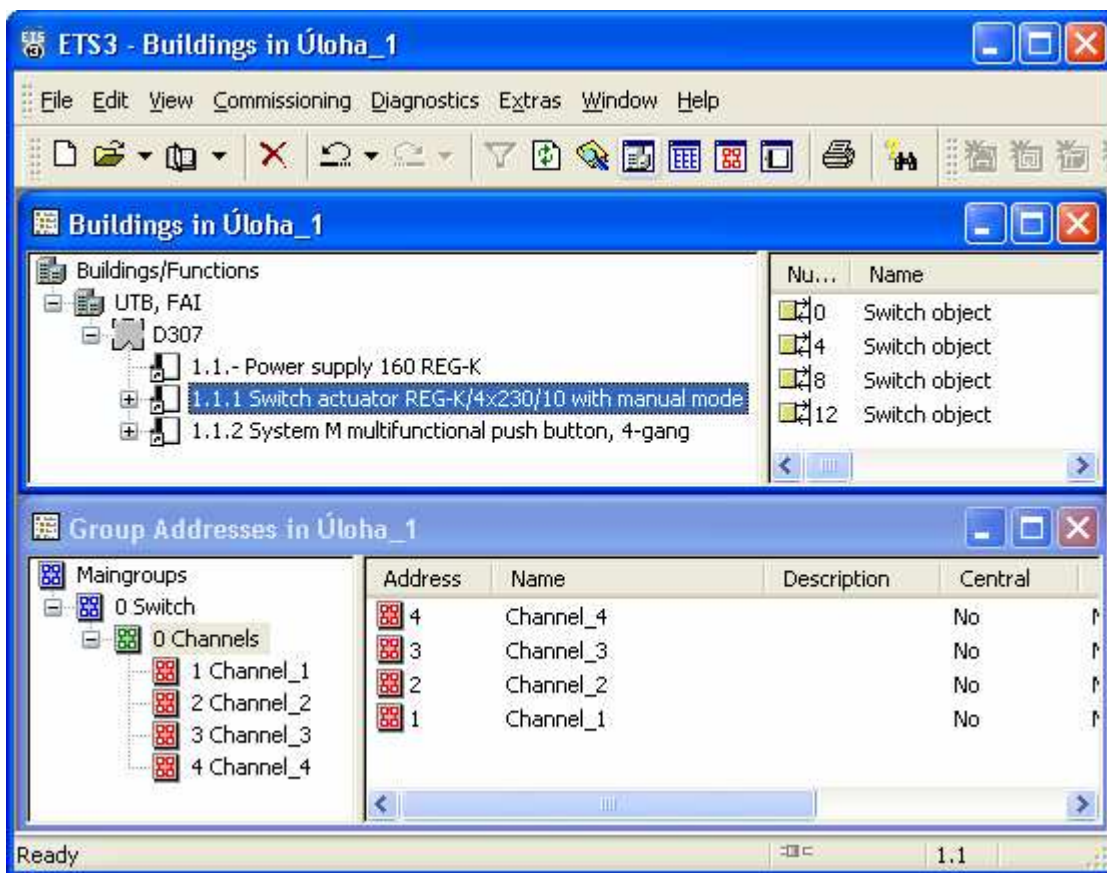 ETS3 - Buildings in Úloha_1
File Edit View Commissioning Diagnostics Extras Window Help
Buildings in Úloha_1
Buildings/Functions
UTB, FAI
D307
1.1.- Power supply 160 REG-K
1.1.1 Switch actuator REG-K/4x230/10 with manual mode
1.1.2 System M multifunctional push button, 4-gang
Nu... Name
0 Switch object
4 Switch object
8 Switch object
12 Switch object
Group Addresses in Úloha_1
Maingroups
0 Switch
0 Channels
1 Channel_1
2 Channel_2
3 Channel_3
4 Channel_4
Address Name Description Central
4 Channel_4 No
3 Channel_3 No
2 Channel_2 No
1 Channel_1 No
Ready 1.1